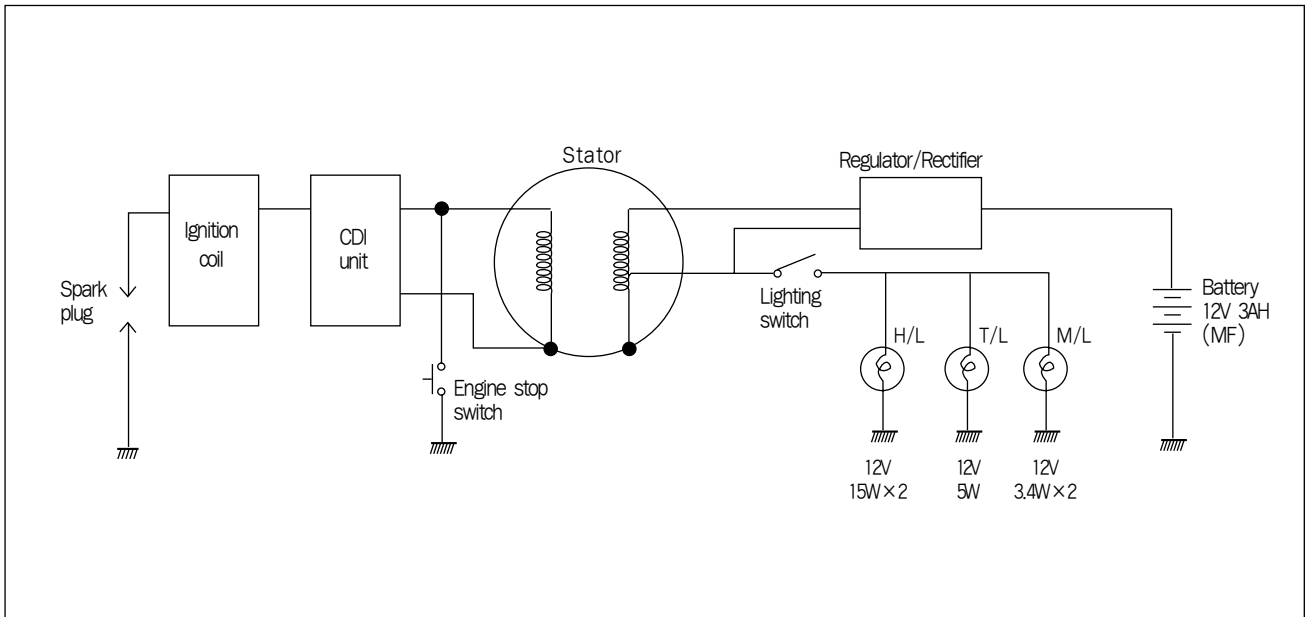 Stator
Regulator/Rectifier
Ignition
coil
CDI
unit
Spark
plug
Lighting
switch
Battery
12V 3AH
(MF)
H/L
T/L
M/L
Engine stop
switch
12V
15W×2
12V
5W
12V
3.4W×2